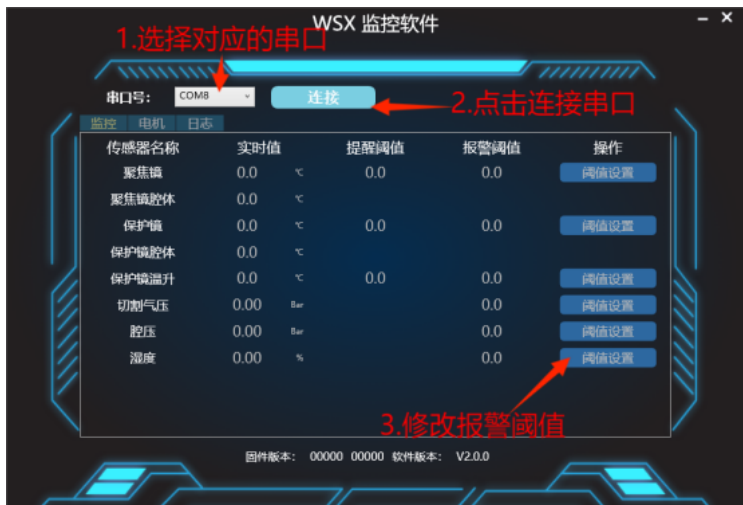 WSX 监控软件
1.选择对应的串口
串口号： COM8 连接
2.点击连接串口
监控 电机 日志
传感器名称 实时值 提醒阈值 报警阈值 操作
聚焦镜 0.0 ℃ 0.0 0.0 阈值设置
聚焦镜腔体 0.0 ℃
保护镜 0.0 ℃ 0.0 0.0 阈值设置
保护镜腔体 0.0 ℃
保护镜温升 0.0 ℃ 0.0 0.0 阈值设置
切割气压 0.00 Bar 0.0 阈值设置
腔压 0.00 Bar 0.0 阈值设置
湿度 0.00 % 0.0 阈值设置
3.修改报警阈值
固件版本： 00000 00000 软件版本： V2.0.0